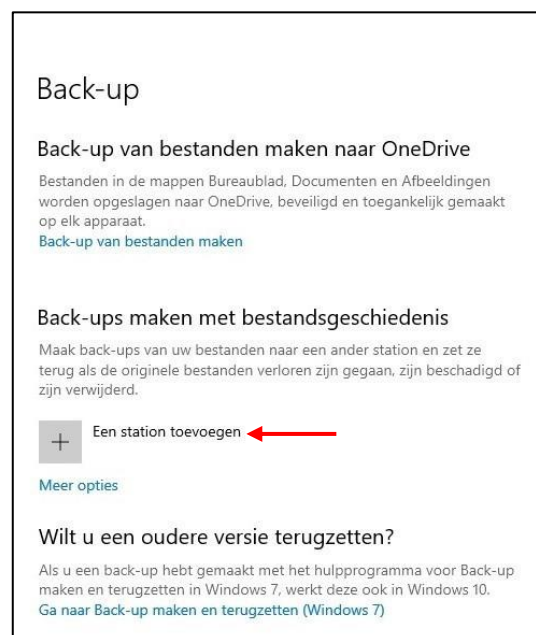 Back-up
Back-up van bestanden maken naar OneDrive
Bestanden in de mappen Bureaublad, Documenten en Afbeeldingen
worden opgeslagen naar OneDrive, beveiligd en toegankelijk gemaakt
op elk apparaat.
Back-up van bestanden maken
Back-ups maken met bestandsgeschiedenis
Maak back-ups van uw bestanden naar een ander station en zet ze
terug als de originele bestanden verloren zijn gegaan, zijn beschadigd of
zijn verwijderd.
Een station toevoegen
Meer opties
Wilt u een oudere versie terugzetten?
Als u een back-up hebt gemaakt met het hulpprogramma voor Back-up
maken en terugzetten in Windows 7, werkt deze ook in Windows 10.
Ga naar Back-up maken en terugzetten (Windows 7)